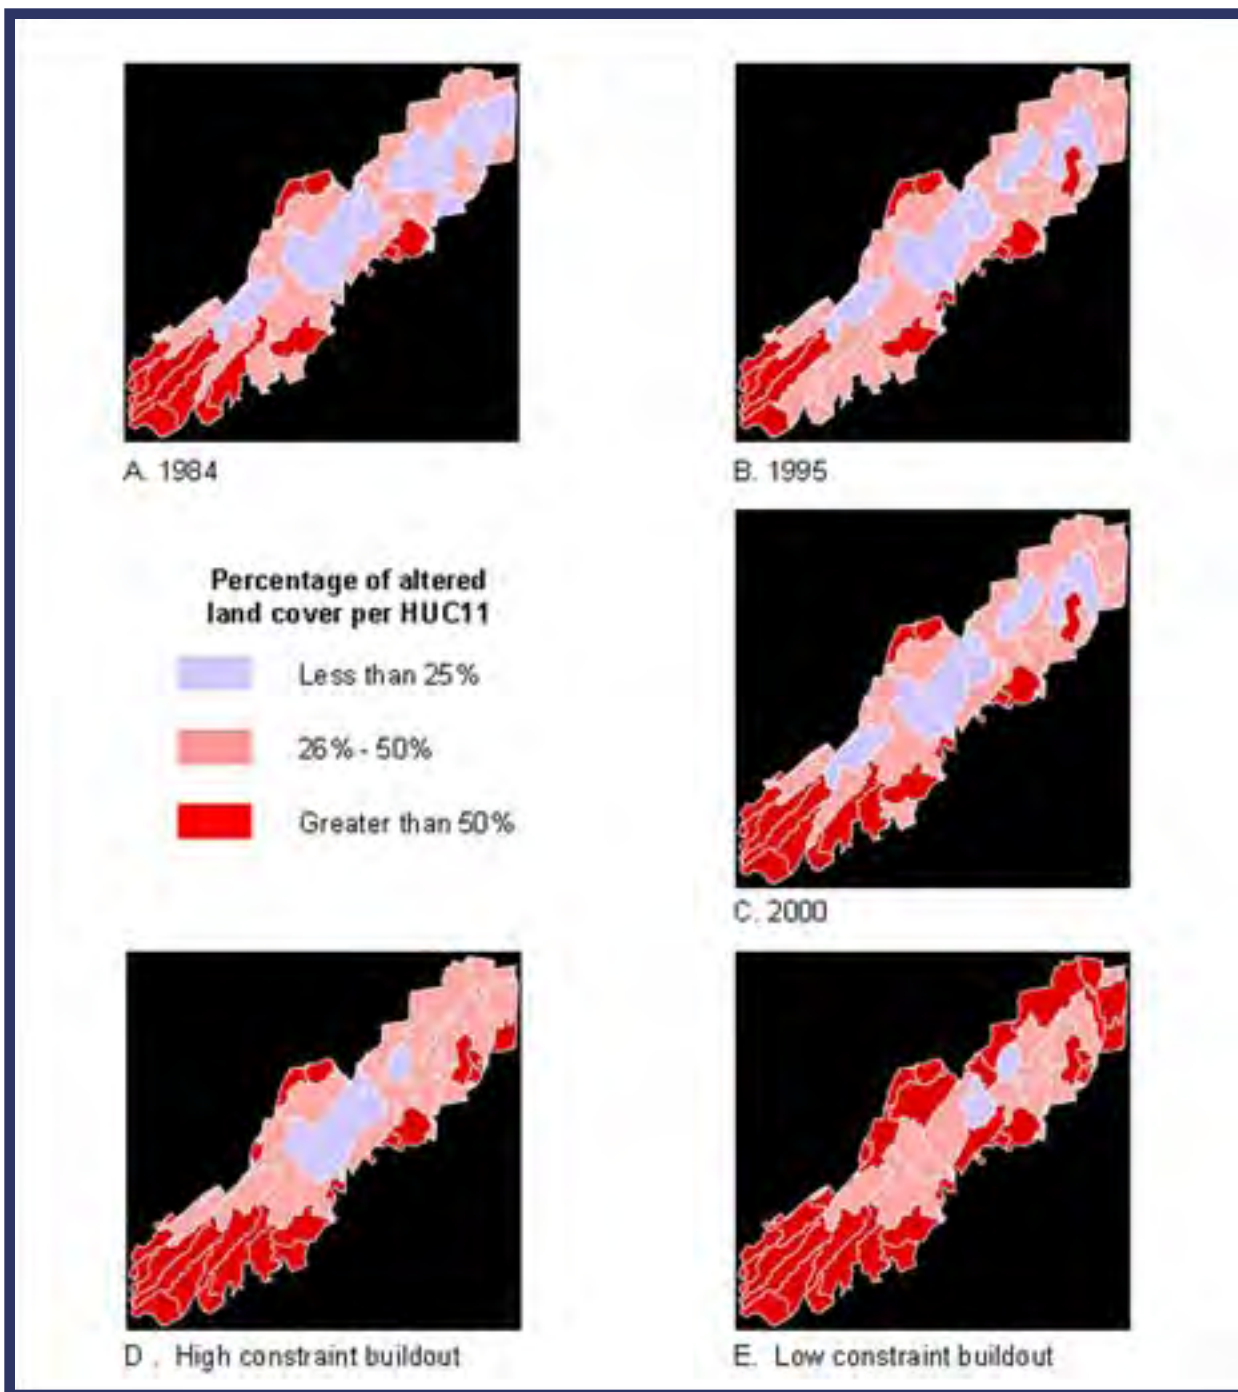 A. 1984
B. 1995
Percentage of altered
land cover per HUC11
Less than 25%
26% - 50%
Greater than 50%
C. 2000
D . High constraint buildout
E. Low constraint buildout